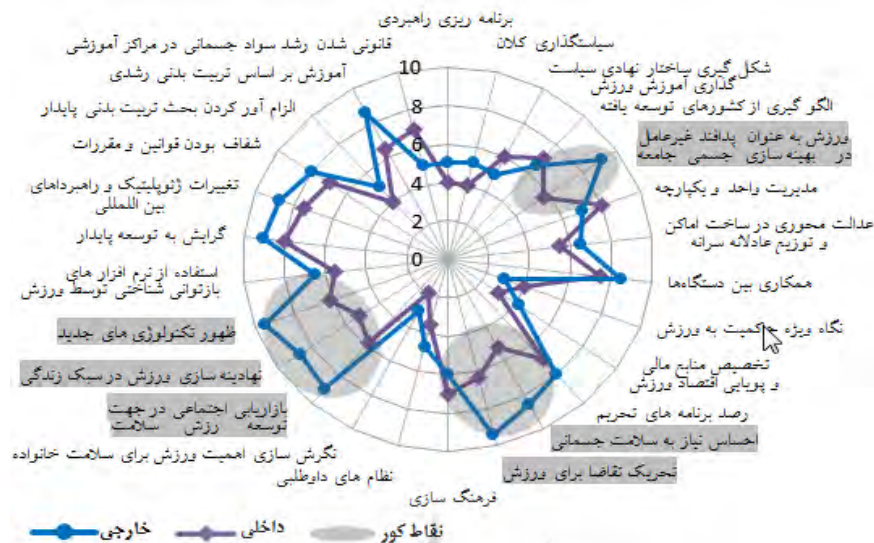 برنامه ریزی راهبردی
سیاستگذاری کلان
شکل گیری ساختار نهادی سیاست
گذاری آموزش ورزش
الگو گیری از کشورهای توسعه یافته
ورزش به عنوان پدافند غیرعامل
در بهینه سازی جسمی جامعه
مدیریت واحد و یکپارچه
عدالت محوری در ساخت اماکن
و توزیع عادلانه سرانه
همکاری بین دستگاه‌ها
نگاه ویژه حاکمیت به ورزش
تخصیص منابع مالی
و پویایی اقتصاد ورزش
رصد برنامه های تحریم
احساس نیاز به سلامت جسمانی
تحریک تقاضا برای ورزش
فرهنگ سازی
نظام های داوطلبی
نگرش سازی اهمیت ورزش برای سلامت خانواده
بازاریابی اجتماعی در جهت
توسعه رزش سلامت
نهادینه سازی ورزش در سبک زندگی
ظهور تکنولوژی های جدید
استفاده از نرم افزار های
بازتوانی شناختی توسط ورزش
گرایش به توسعه پایدار
تغییرات ژئوپلیتیک و راهبردهای
بین اللمللی
شفاف بودن قوانین و مقررات
الزام آور کردن بحث تربیت بدنی پایدار
آموزش بر اساس تربیت بدنی رشدی
قانونی شدن رشد سواد جسمانی در مراکز آموزشی
10
8
6
4
2
0
خارجی
داخلی
نقاط کور